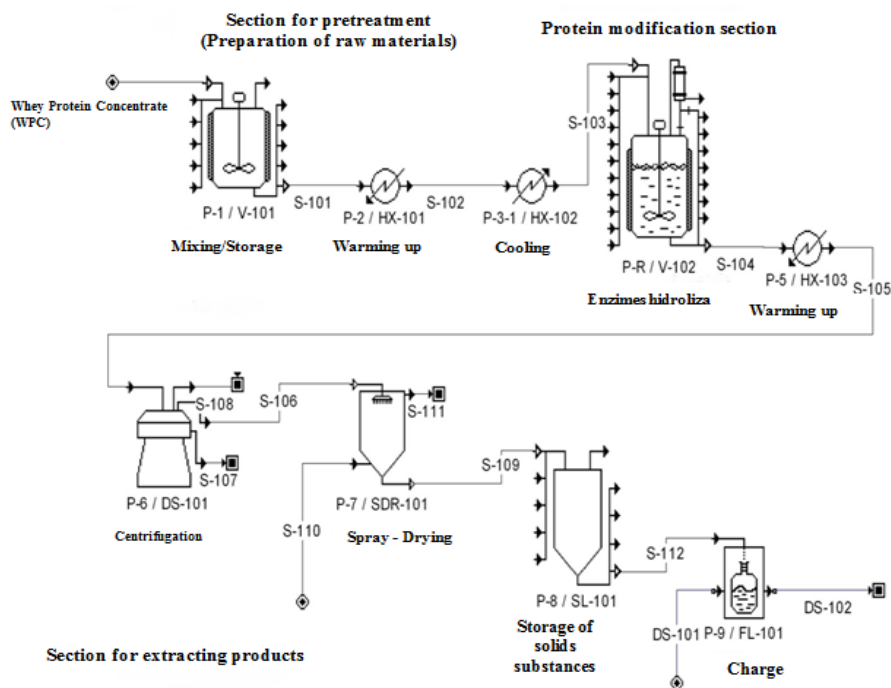 Section for pretreatment
(Preparation of raw materials)
Protein modification section
Whey Protein Concentrate
(WPC)
S-103
S-101
S-102
P-1 / V-101
P-2 / HX-101
P-3-1 / HX-102
Mixing/Storage
Warming up
Cooling
P-R / V-102
S-104
P-5 / HX-103
S-105
Enzimes hidroliza
Warming up
S-108
S-106
S-111
S-107
S-109
P-6 / DS-101
P-7 / SDR-101
S-110
Centrifugation
Spray - Drying
S-112
P-8 / SL-101
DS-101
P-9 / FL-101
DS-102
Storage of
solids
substances
Section for extracting products
Charge